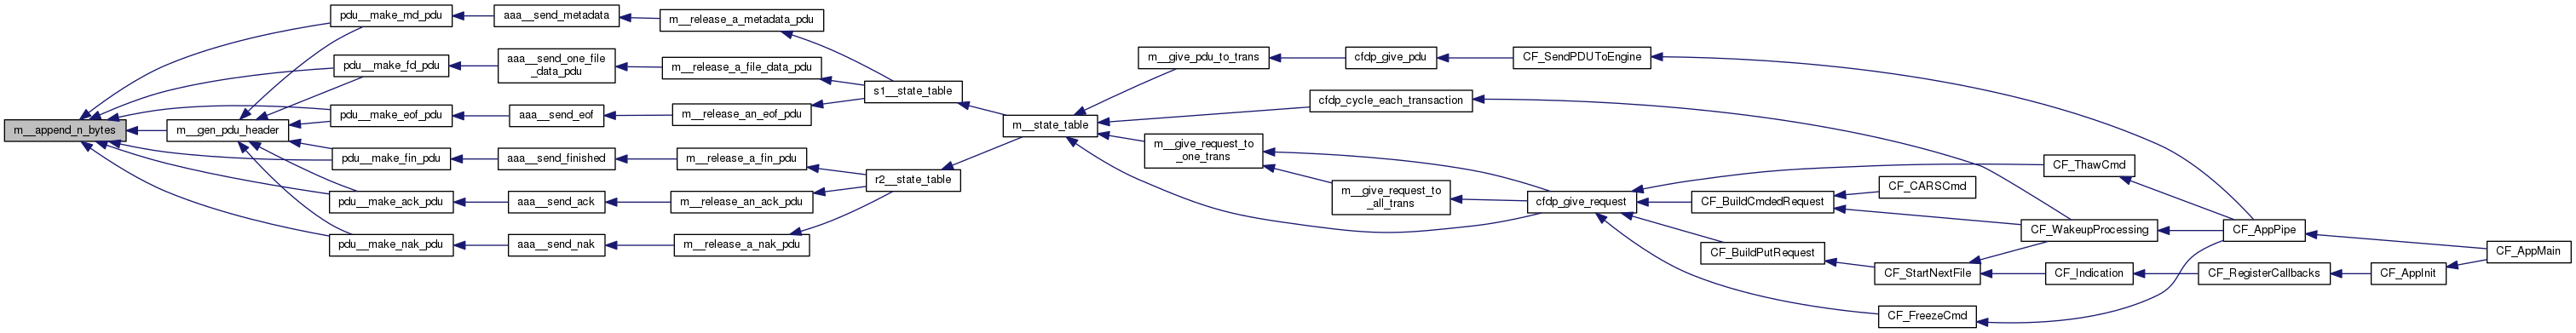 m__append_n_bytes
m__gen_pdu_header
pdu__make_md_pdu
pdu__make_fd_pdu
pdu__make_eof_pdu
pdu__make_fin_pdu
pdu__make_ack_pdu
pdu__make_nak_pdu
aaa__send_metadata
aaa__send_one_file
_data_pdu
aaa__send_eof
aaa__send_finished
aaa__send_ack
aaa__send_nak
m__release_a_metadata_pdu
m__release_a_file_data_pdu
m__release_an_eof_pdu
m__release_a_fin_pdu
m__release_an_ack_pdu
m__release_a_nak_pdu
s1__state_table
r2__state_table
m__state_table
m__give_pdu_to_trans
cfdp_cycle_each_transaction
m__give_request_to
_one_trans
m__give_request_to
_all_trans
cfdp_give_pdu
cfdp_give_request
CF_SendPDUToEngine
CF_BuildCmdedRequest
CF_BuildPutRequest
CF_ThawCmd
CF_CARSCmd
CF_StartNextFile
CF_FreezeCmd
CF_WakeupProcessing
CF_Indication
CF_AppPipe
CF_RegisterCallbacks
CF_AppInit
CF_AppMain